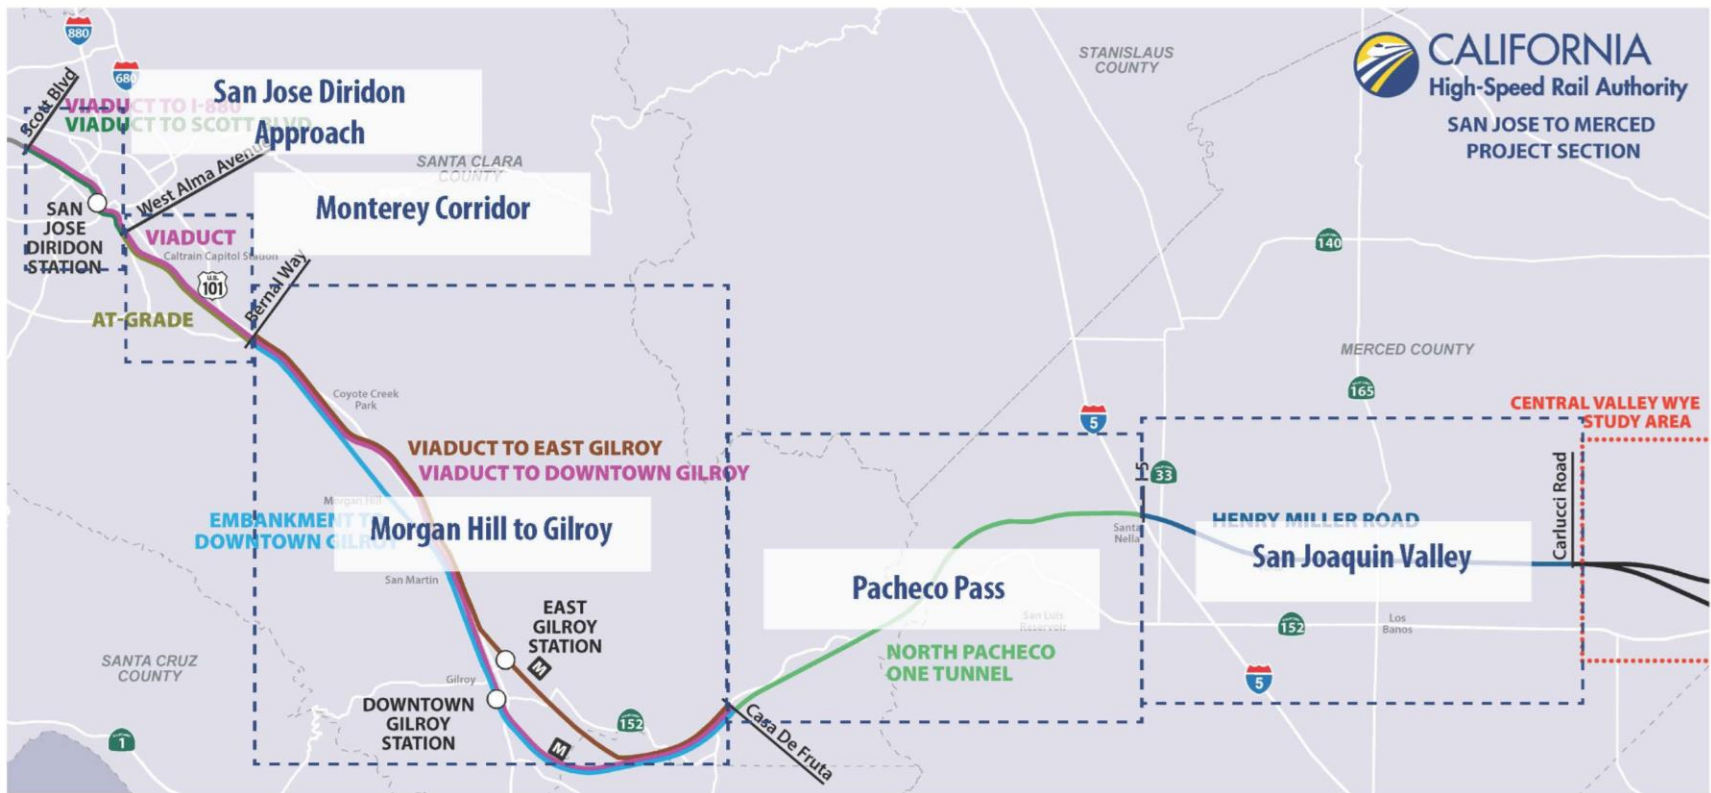 880
680
Scott Blvd
VIADUCT TO I-880
VIADUCT TO SCOTT BLVD
San Jose Diridon
Approach
West Alma Avenue
SANTA CLARA
COUNTY
STANISLAUS
COUNTY
CALIFORNIA
High-Speed Rail Authority
SAN JOSE TO MERCED
PROJECT SECTION
SAN
JOSE
DIRIDON
STATION
VIADUCT
Caltrain Capitol Station
Monterey Corridor
U.S.
101
Bernal Way
AT-GRADE
140
MERCED COUNTY
165
Coyote Creek
Park
5
CENTRAL VALLEY WYE
STUDY AREA
VIADUCT TO EAST GILROY
VIADUCT TO DOWNTOWN GILROY
I-5
33
Carlucci Road
Morgan Hill
EMBANKMENT TO
DOWNTOWN GILROY
Morgan Hill to Gilroy
San Martin
Santa
Nella
HENRY MILLER ROAD
San Joaquin Valley
Pacheco Pass
San Luis
Reservoir
152
Los
Banos
EAST
GILROY
STATION
M
NORTH PACHECO
ONE TUNNEL
SANTA CRUZ
COUNTY
Gilroy
5
DOWNTOWN
GILROY
STATION
152
M
Casa De Fruta
1